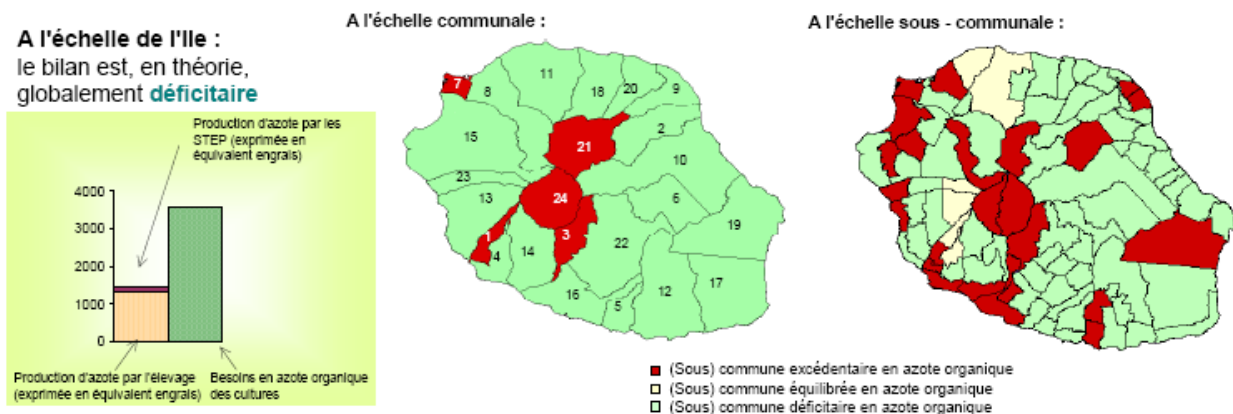 A l'échelle de l'Ile :
le bilan est, en théorie,
globalement déficitaire
Production d'azote par les
STEP (exprimée en
équivalent engrais)
4000
3000
2000
1000
0
Production d'azote par l'élevage
(exprimée en équivalent engrais)
Besoins en azote organique
des cultures
A l'échelle communale :
7
8
11
18
20
9
15
21
2
10
23
13
24
6
19
1
4
14
3
22
16
5
12
17
A l'échelle sous - communale :
(Sous) commune excédentaire en azote organique
(Sous) commune équilibrée en azote organique
(Sous) commune déficitaire en azote organique